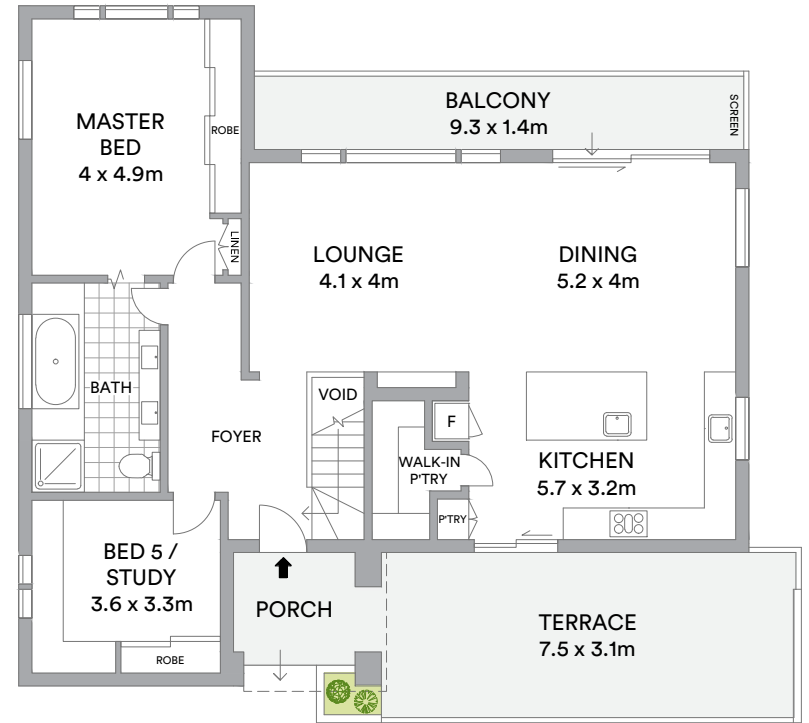 MASTER
BED
4 x 4.9m
ROBE
BALCONY
9.3 x 1.4m
SCREEN
LINEN
LOUNGE
4.1 x 4m
DINING
5.2 x 4m
BATH
VOID
FOYER
F
WALK-IN
P'TRY
KITCHEN
5.7 x 3.2m
P'TRY
BED 5 /
STUDY
3.6 x 3.3m
ROBE
PORCH
TERRACE
7.5 x 3.1m